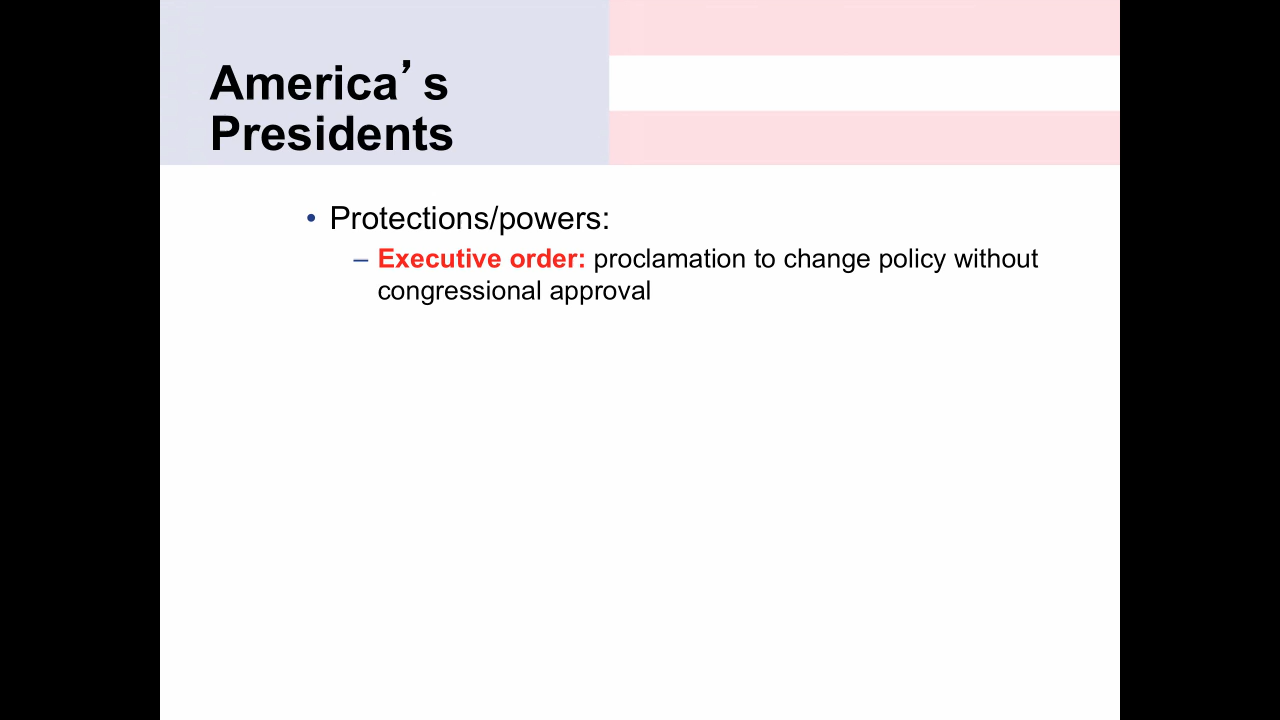 America’s
Presidents
• Protections/powers:
– Executive order: proclamation to change policy without
congressional approval